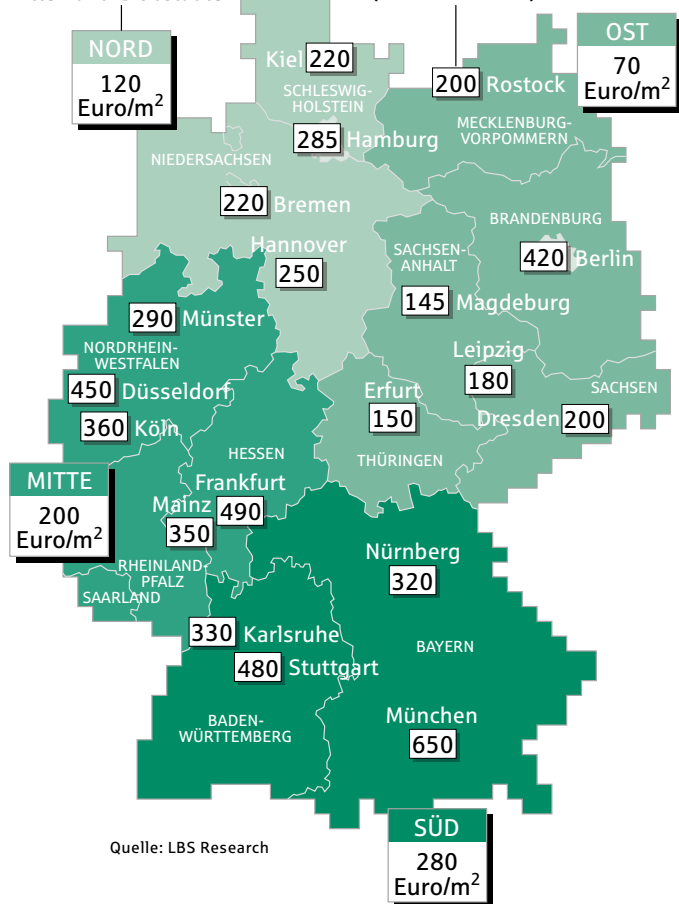 NORD
120
Euro/m²
OST
70
Euro/m²
Kiel 220
SCHLESWIG-
HOLSTEIN
200 Rostock
MECKLENBURG-
VORPOMMERN
285 Hamburg
NIEDERSACHSEN
220 Bremen
Hannover
250
BRANDENBURG
420 Berlin
SACHSEN-
ANHALT
145 Magdeburg
290 Münster
NORDRHEIN-
WESTFALEN
450 Düsseldorf
360 Köln
Leipzig
180
SACHSEN
Dresden 200
Erfurt
150
THÜRINGEN
HESSEN
Frankfurt
490
MITTE
200
Euro/m²
Mainz
350
RHEINLAND-
PFALZ
SAARLAND
Nürnberg
320
330 Karlsruhe
480 Stuttgart
BAYERN
BADEN-
WÜRTTEMBERG
München
650
SÜD
280
Euro/m²
Quelle: LBS Research